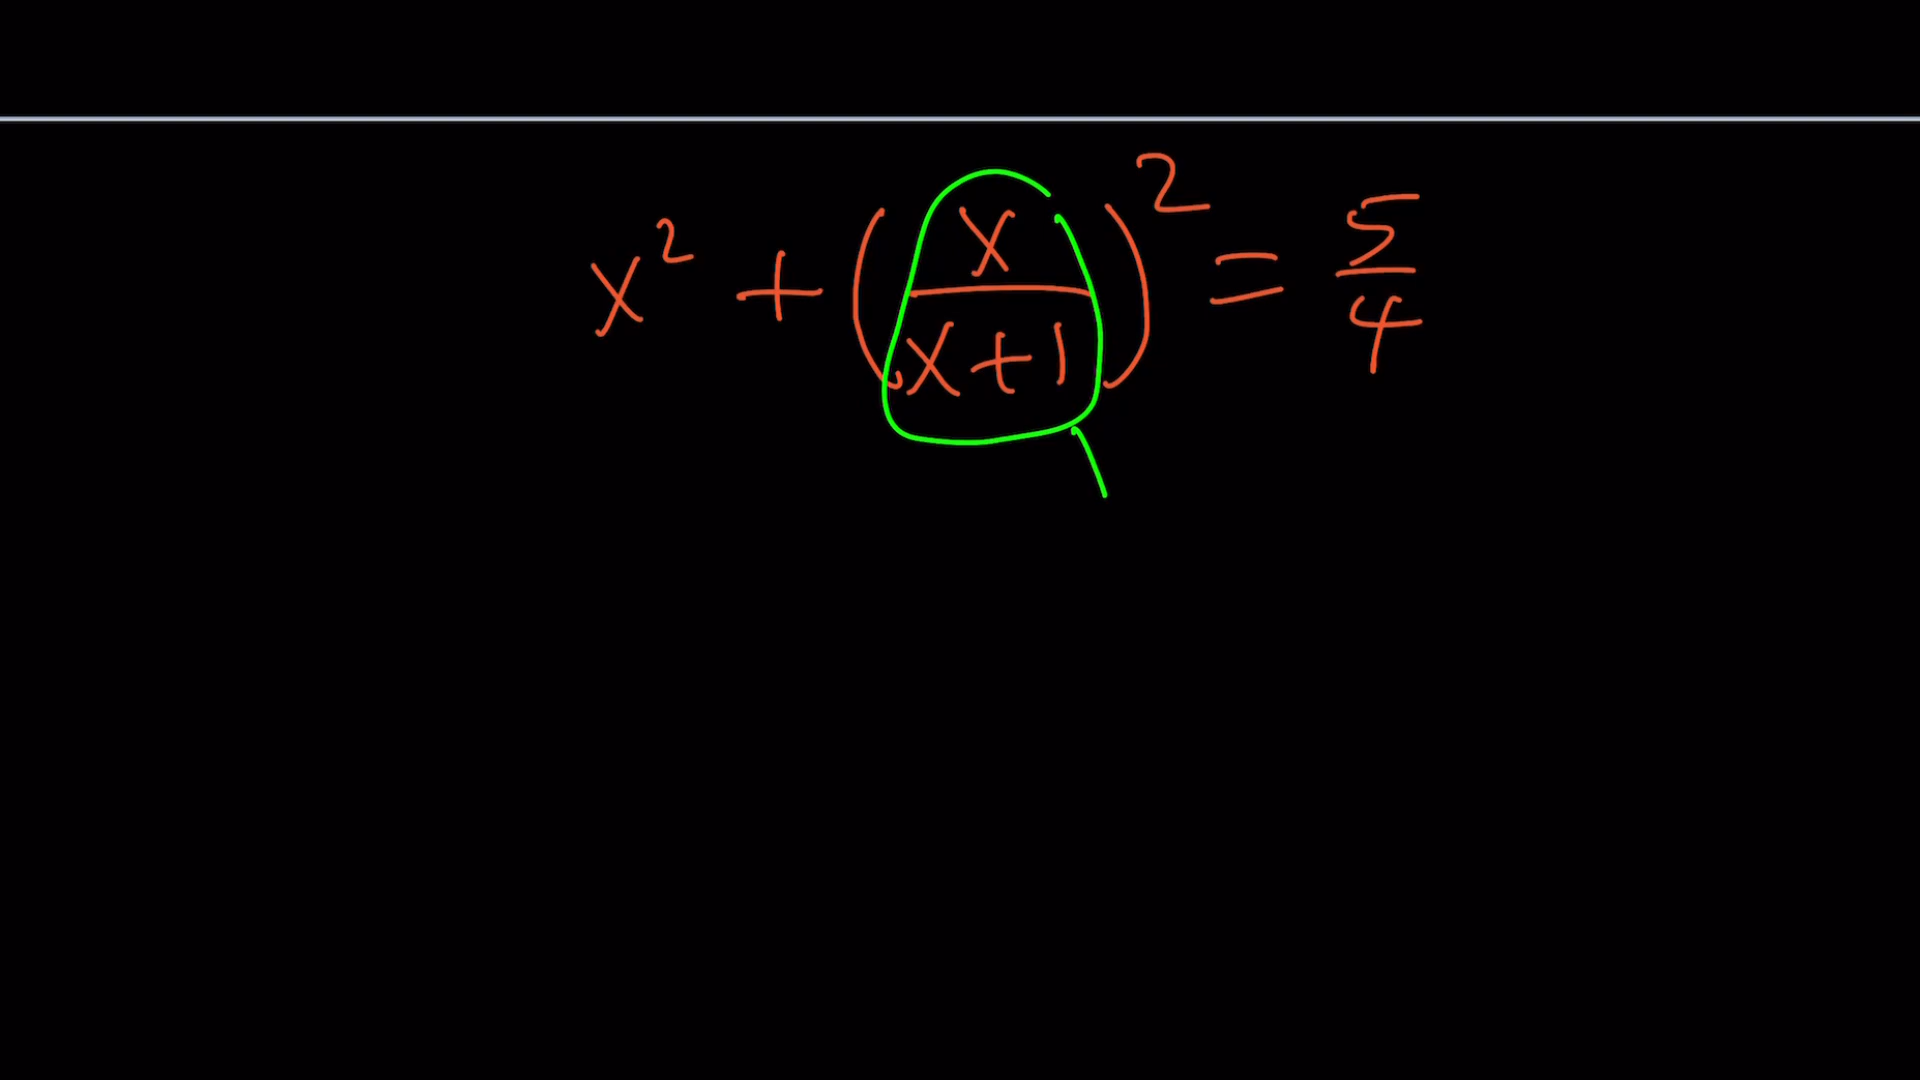 x² + (x/(x+1))² = 5/4